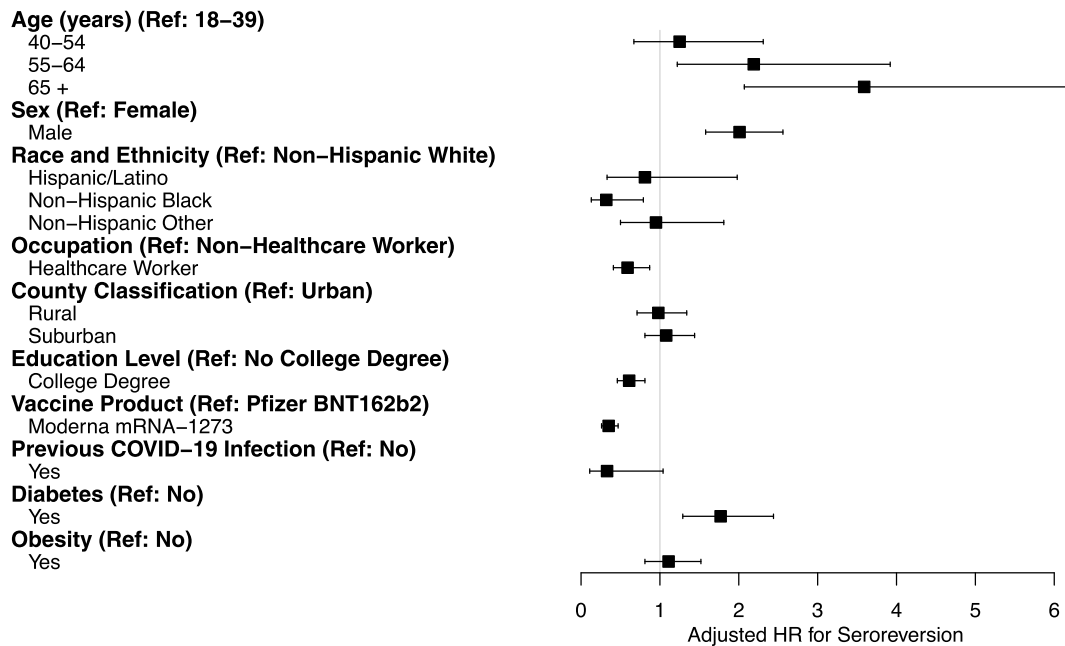 Age (years) (Ref: 18−39)
40−54
55−64
65 +
Sex (Ref: Female)
Male
Race and Ethnicity (Ref: Non−Hispanic White)
Hispanic/Latino
Non−Hispanic Black
Non−Hispanic Other
Occupation (Ref: Non−Healthcare Worker)
Healthcare Worker
County Classification (Ref: Urban)
Rural
Suburban
Education Level (Ref: No College Degree)
College Degree
Vaccine Product (Ref: Pfizer BNT162b2)
Moderna mRNA−1273
Previous COVID−19 Infection (Ref: No)
Yes
Diabetes (Ref: No)
Yes
Obesity (Ref: No)
Yes
0 1 2 3 4 5 6
Adjusted HR for Seroreversion